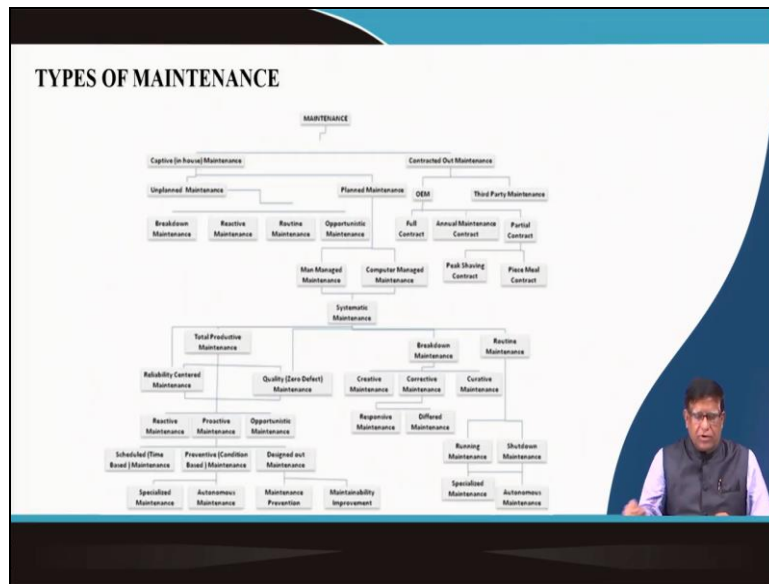 TYPES OF MAINTENANCE
MAINTENANCE
Captive (in house) Maintenance
Contracted Out Maintenance
Unplanned Maintenance
Planned Maintenance
OEM
Third Party Maintenance
Breakdown
Maintenance
Reactive
Maintenance
Routine
Maintenance
Opportunistic
Maintenance
Full
Contract
Annual Maintenance
Contract
Partial
Contract
Man Managed
Maintenance
Computer Managed
Maintenance
Peak Shaving
Contract
Piece Meal
Contract
Systematic
Maintenance
Total Productive
Maintenance
Breakdown
Maintenance
Routine
Maintenance
Reliability Centered
Maintenance
Quality (Zero Defect)
Maintenance
Creative
Maintenance
Corrective
Maintenance
Curative
Maintenance
Reactive
Maintenance
Proactive
Maintenance
Opportunistic
Maintenance
Responsive
Maintenance
Differed
Maintenance
Scheduled (Time
Based ) Maintenance
Preventive (Condition
Based ) Maintenance
Designed out
Maintenance
Running
Maintenance
Shutdown
Maintenance
Specialized
Maintenance
Autonomous
Maintenance
Maintenance
Prevention
Maintainability
Improvement
Specialized
Maintenance
Autonomous
Maintenance